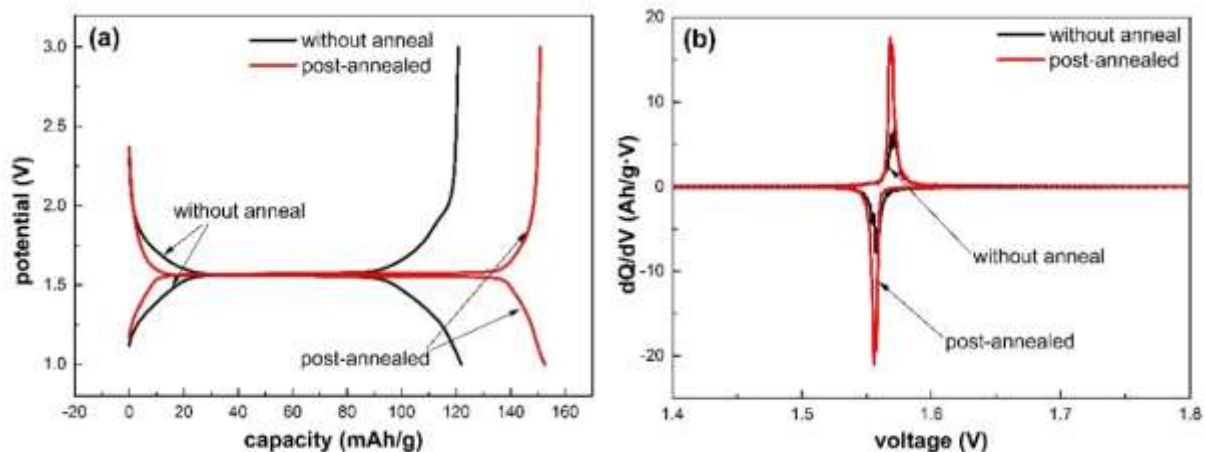 (a)
without anneal
post-annealed
3.0
2.5
2.0
1.5
1.0
potential (V)
without anneal
post-annealed
-20 0 20 40 60 80 100 120 140 160
capacity (mAh/g)
(b)
without anneal
post-annealed
20
10
0
-10
-20
dQ/dV (Ah/g·V)
without anneal
post-annealed
1.4 1.5 1.6 1.7 1.8
voltage (V)